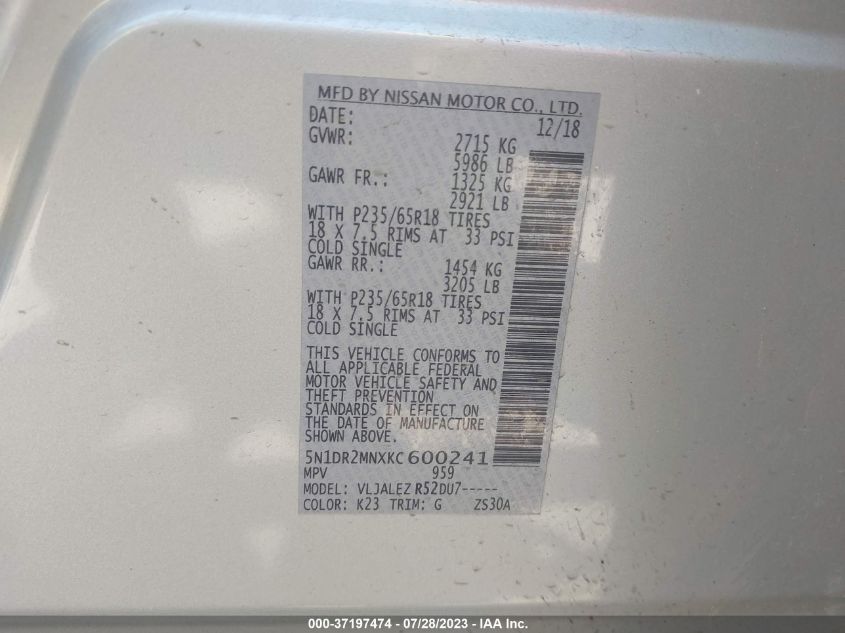 MFD BY NISSAN MOTOR CO., LTD.
DATE: 12/18
GVWR: 2715 KG
5986 LB
GAWR FR.: 1325 KG
2921 LB
WITH P235/65R18 TIRES
18 X 7.5 RIMS AT 33 PSI
COLD SINGLE
GAWR RR.: 1454 KG
3205 LB
WITH P235/65R18 TIRES
18 X 7.5 RIMS AT 33 PSI
COLD SINGLE
THIS VEHICLE CONFORMS TO
ALL APPLICABLE FEDERAL
MOTOR VEHICLE SAFETY AND
THEFT PREVENTION
STANDARDS IN EFFECT ON
THE DATE OF MANUFACTURE
SHOWN ABOVE.
5N1DR2MNXKC600241
MPV 959
MODEL: VLJALEZ R52DU7-----
COLOR: K23 TRIM: G ZS30A
000-37197474 / 07/28/2023 - IAA Inc.